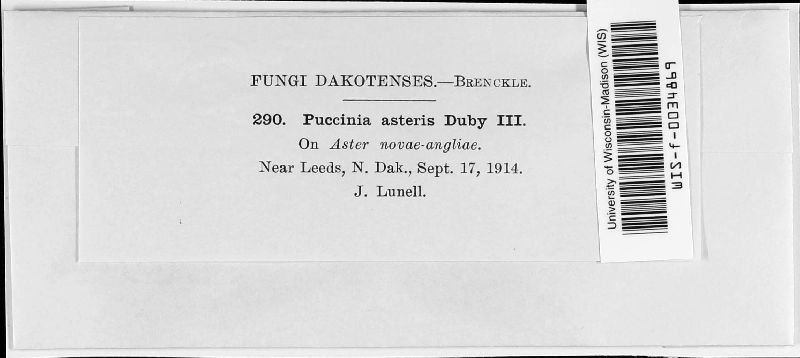 FUNGI DAKOTENSES.—BRENCKLE.
290. Puccinia asteris Duby III.
On Aster novae-angliae.
Near Leeds, N. Dak., Sept. 17, 1914.
J. Lunell.
University of Wisconsin-Madison (WIS)
WIS-f-0034869